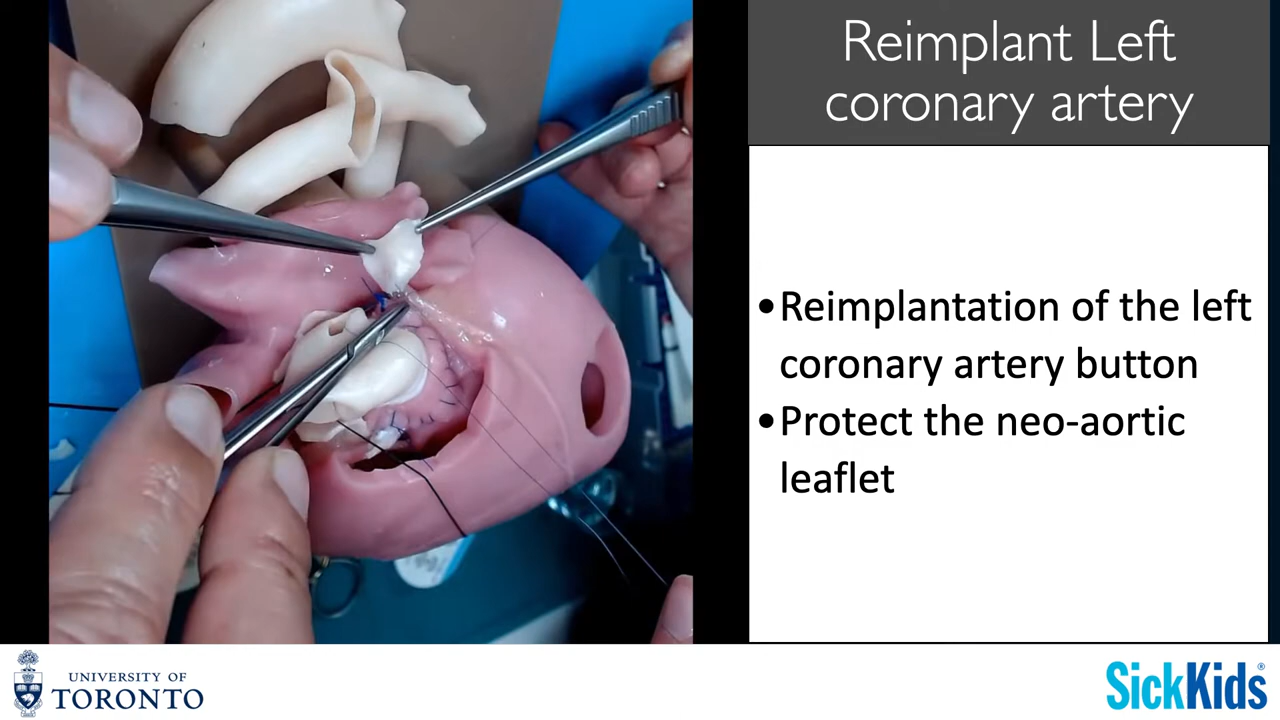 Reimplant Left
coronary artery
•Reimplantation of the left
coronary artery button
•Protect the neo-aortic
leaflet
UNIVERSITY OF
TORONTO
SickKids®